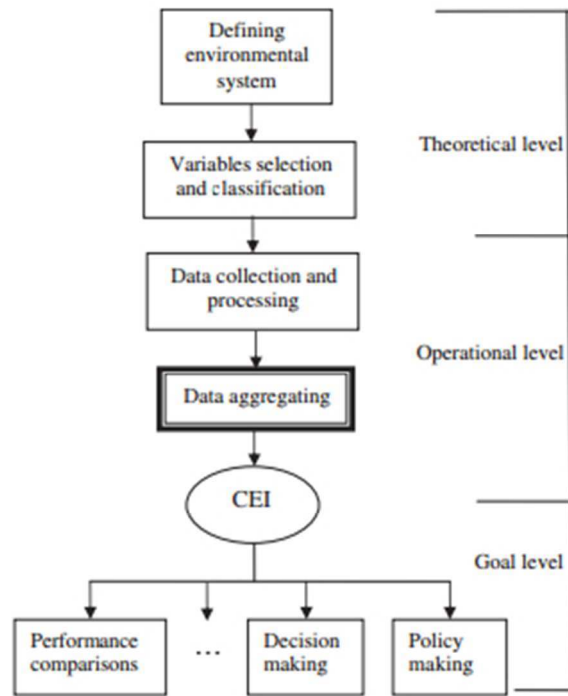 Defining
environmental
system
Theoretical level
Variables selection
and classification
Data collection and
processing
Operational level
Data aggregating
CEI
Goal level
Performance
comparisons
...
Decision
making
Policy
making